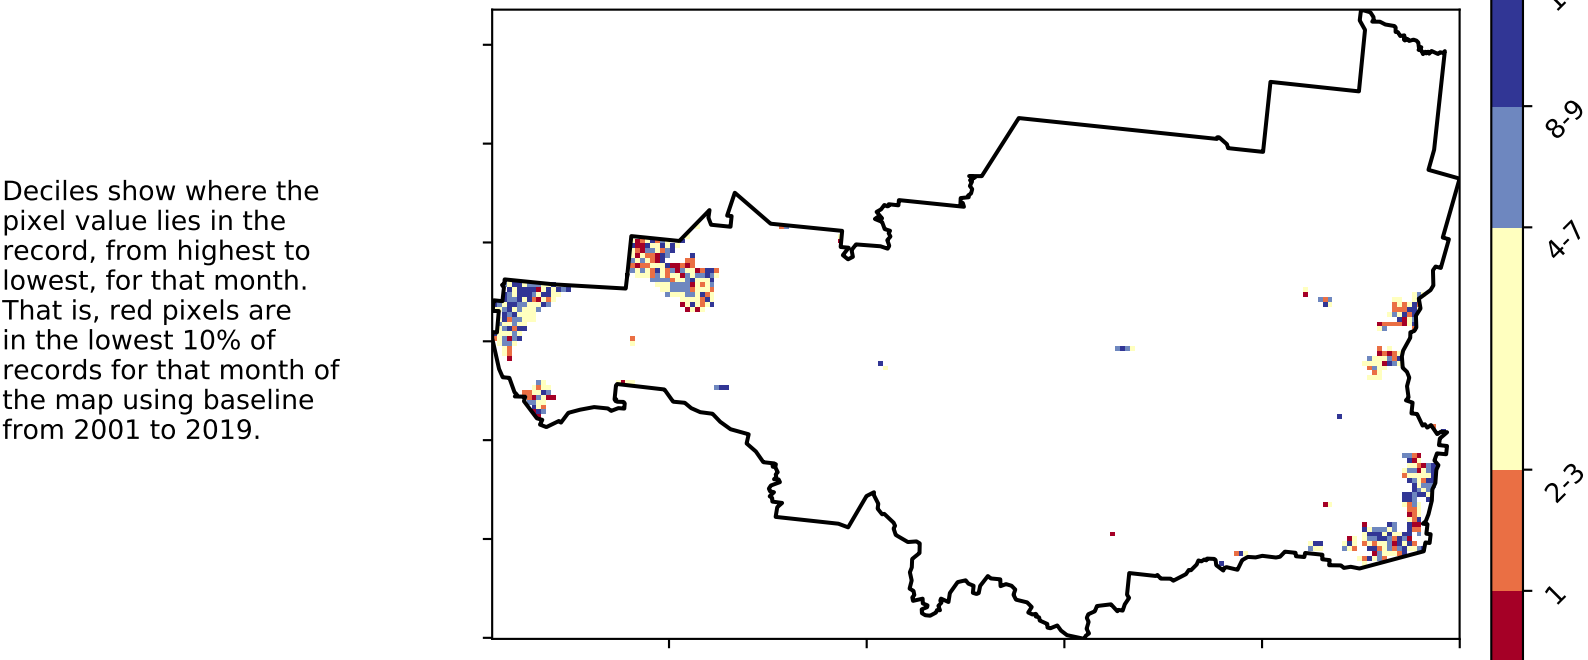 Deciles show where the
pixel value lies in the
record, from highest to
lowest, for that month.
That is, red pixels are
in the lowest 10% of
records for that month of
the map using baseline
from 2001 to 2019.
8-9
4-7
2-3
1